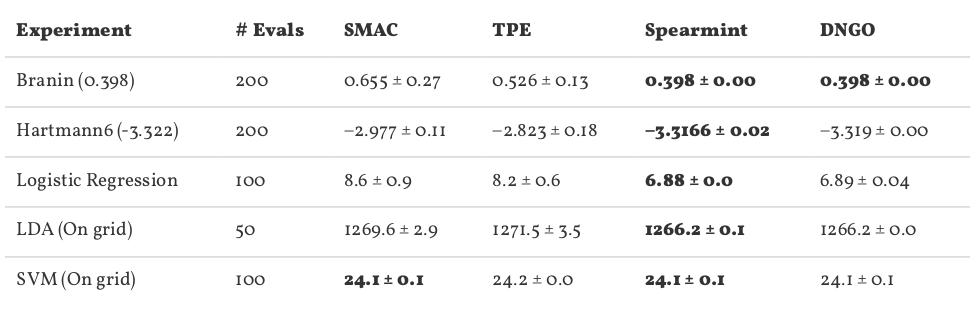 Experiment # Evals SMAC TPE Spearmint DNGO
Branin (0.398) 200 0.655 ± 0.27 0.526 ± 0.13 0.398 ± 0.00 0.398 ± 0.00
Hartmann6 (-3.322) 200 −2.977 ± 0.11 −2.823 ± 0.18 −3.3166 ± 0.02 −3.319 ± 0.00
Logistic Regression 100 8.6 ± 0.9 8.2 ± 0.6 6.88 ± 0.0 6.89 ± 0.04
LDA (On grid) 50 1269.6 ± 2.9 1271.5 ± 3.5 1266.2 ± 0.1 1266.2 ± 0.0
SVM (On grid) 100 24.1 ± 0.1 24.2 ± 0.0 24.1 ± 0.1 24.1 ± 0.1